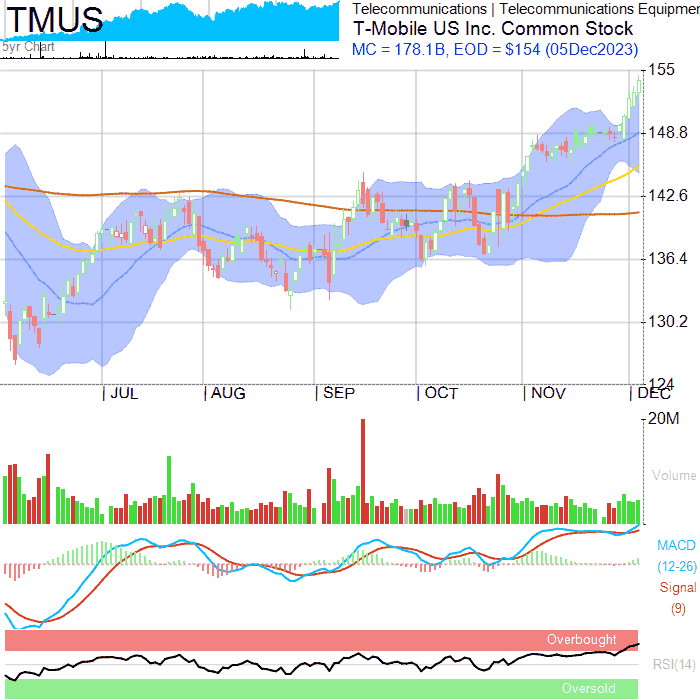 TMUS
5yr Chart
Telecommunications | Telecommunications Equipmen
T-Mobile US Inc. Common Stock
MC = 178.1B, EOD = $154 (05Dec2023)
155
148.8
142.6
136.4
130.2
124
JUL
AUG
SEP
OCT
NOV
DEC
20M
Volume
MACD
(12-26)
Signal
(9)
Overbought
RSI(14)
Oversold